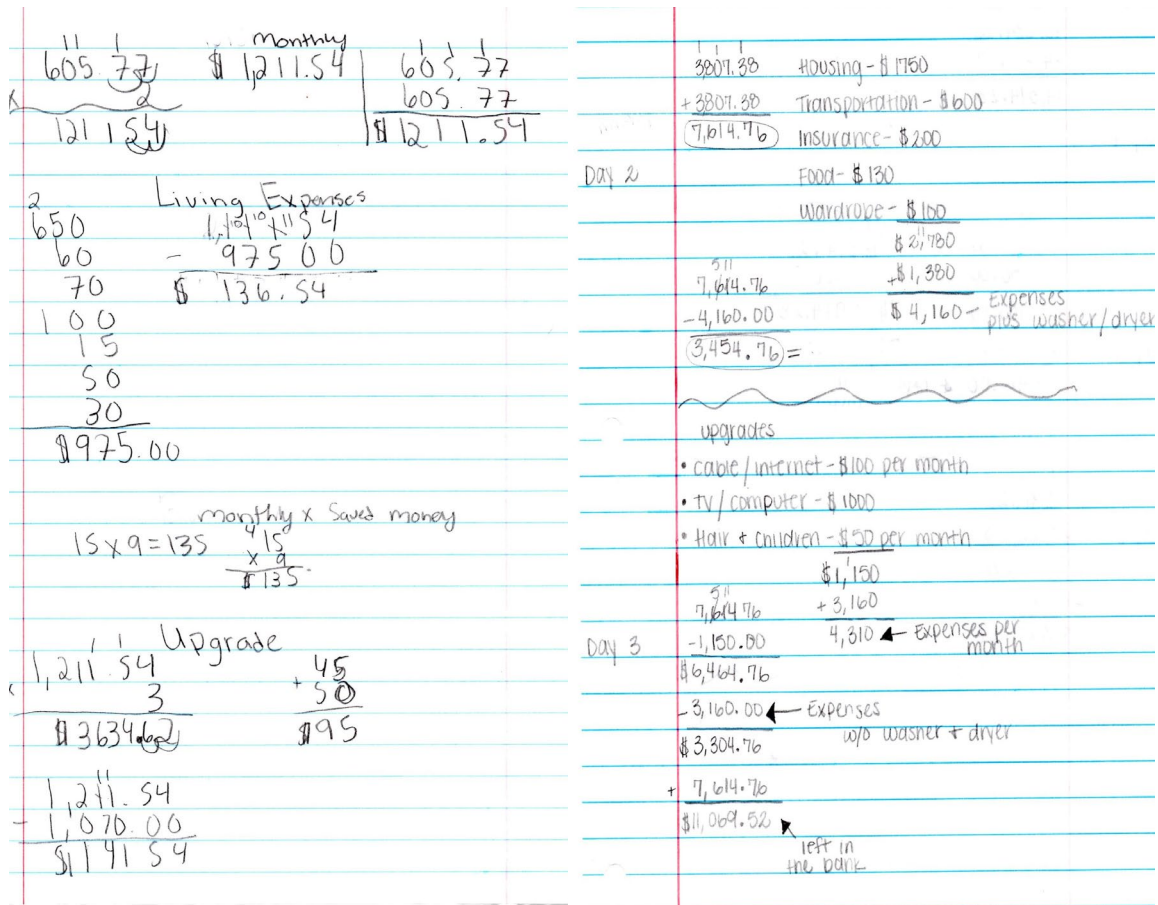 Monthly
605.77 $1,211.54 605.77
x 2 605.77
1211.54 $1211.54
Living Expenses
2
650 1,211.54
60 - 975 00
70 $ 136.54
100
15
50
30
$975.00
monthly x Saved money
15 x 9 = 135 4
15
x 9
$135
Upgrade
1,211.54 45
x 3 + 50
$3634.62 $95
1,211.54
- 1,070.00
$141 54
3807.38 Housing - $1750
+ 3807.38 Transportation - $600
7,614.76 Insurance - $200
Day 2 Food - $130
Wardrobe - $100
$2,780
7,614.76 + $1,380
- 4,160.00 $4,160 - Expenses
plus washer/dryer
3,454.76 =
upgrades
• cable/internet - $100 per month
• TV/computer - $1000
• Hair + children - $50 per month
$1,150
7,614.76 + 3,160
Day 3 - 1,150.00 4,310 ← Expenses per
month
$6,464.76
- 3,160.00 ← Expenses
w/o washer + dryer
$3,304.76
+ 7,614.76
$11,069.52
left in
the bank